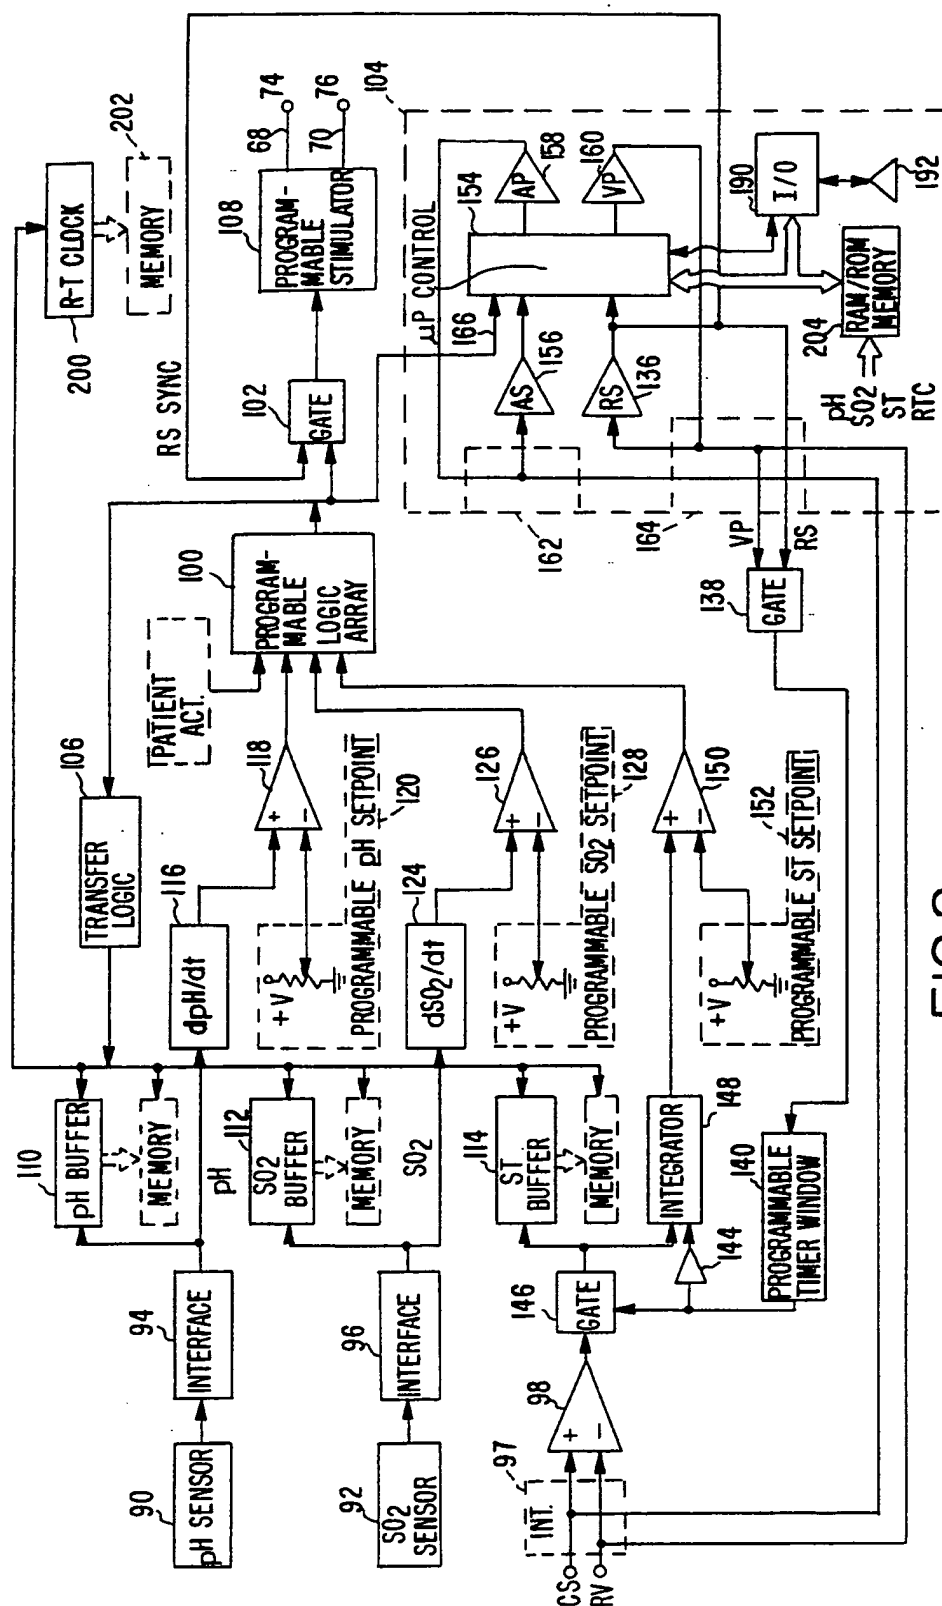 90
pH SENSOR
94
INTERFACE
110
pH BUFFER
MEMORY
106
TRANSFER
LOGIC
116
dpH/dt
200
R-T CLOCK
MEMORY
202
RS SYNC
PATIENT
ACT.
118
+
−
+V
PROGRAMMABLE pH SETPOINT
120
100
PROGRAM-
MABLE
LOGIC
ARRAY
102
GATE
108
PROGRAM-
MABLE
STIMULATOR
68
74
70
76
92
SO2
SENSOR
96
INTERFACE
pH
112
SO2
BUFFER
MEMORY
SO2
124
dSO2/dt
126
+
−
+V
PROGRAMMABLE SO2 SETPOINT
128
104
µP CONTROL
166
154
AS
156
AP
158
RS
136
VP
160
162
164
VP
RS
138
GATE
CS
RV
INT.
97
98
+
−
146
GATE
114
ST
BUFFER
MEMORY
INTEGRATOR
148
144
140
PROGRAMMABLE
TIMER WINDOW
150
+
−
+V
PROGRAMMABLE ST SETPOINT
152
190
I/O
192
204
RAM/ROM
MEMORY
pH
SO2
ST
RTC